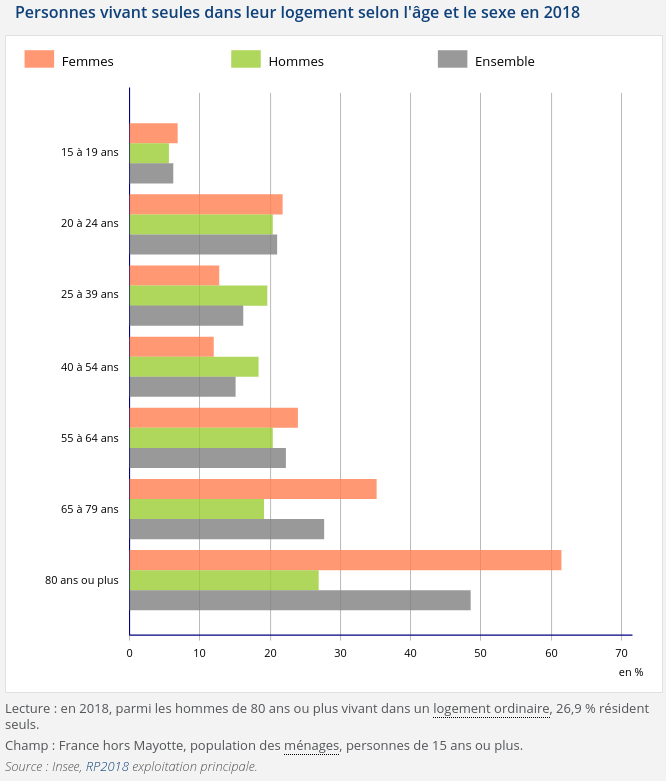 Personnes vivant seules dans leur logement selon l'âge et le sexe en 2018
Femmes
Hommes
Ensemble
15 à 19 ans
20 à 24 ans
25 à 39 ans
40 à 54 ans
55 à 64 ans
65 à 79 ans
80 ans ou plus
0 10 20 30 40 50 60 70
en %
Lecture : en 2018, parmi les hommes de 80 ans ou plus vivant dans un logement ordinaire, 26,9 % résident
seuls.
Champ : France hors Mayotte, population des ménages, personnes de 15 ans ou plus.
Source : Insee, RP2018 exploitation principale.